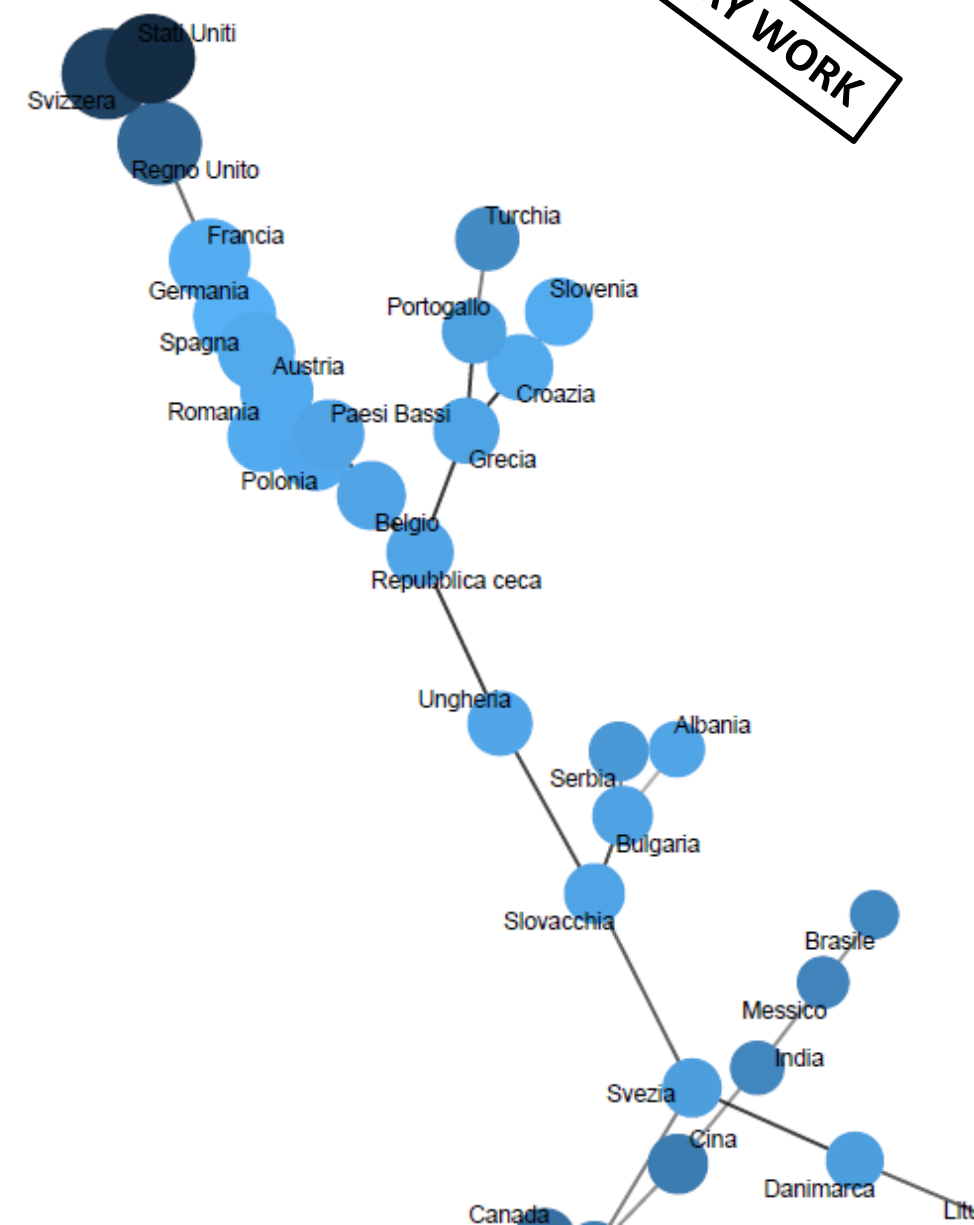 Stati Uniti
WORK
Svizzera
Regno Untio
Francia
Turchia
Germania
Slovenia
Portogallo
Spagna
Austria
Croazia
Romania
Paesi Bassi
Grecia
Polonia
Belgio
Repubblica ceca
Ungheria
Albania
Serbia
Bulgaria
Slovacchia
Brasile
Messico
India
Svezia
Cina
Danimarca
Canada